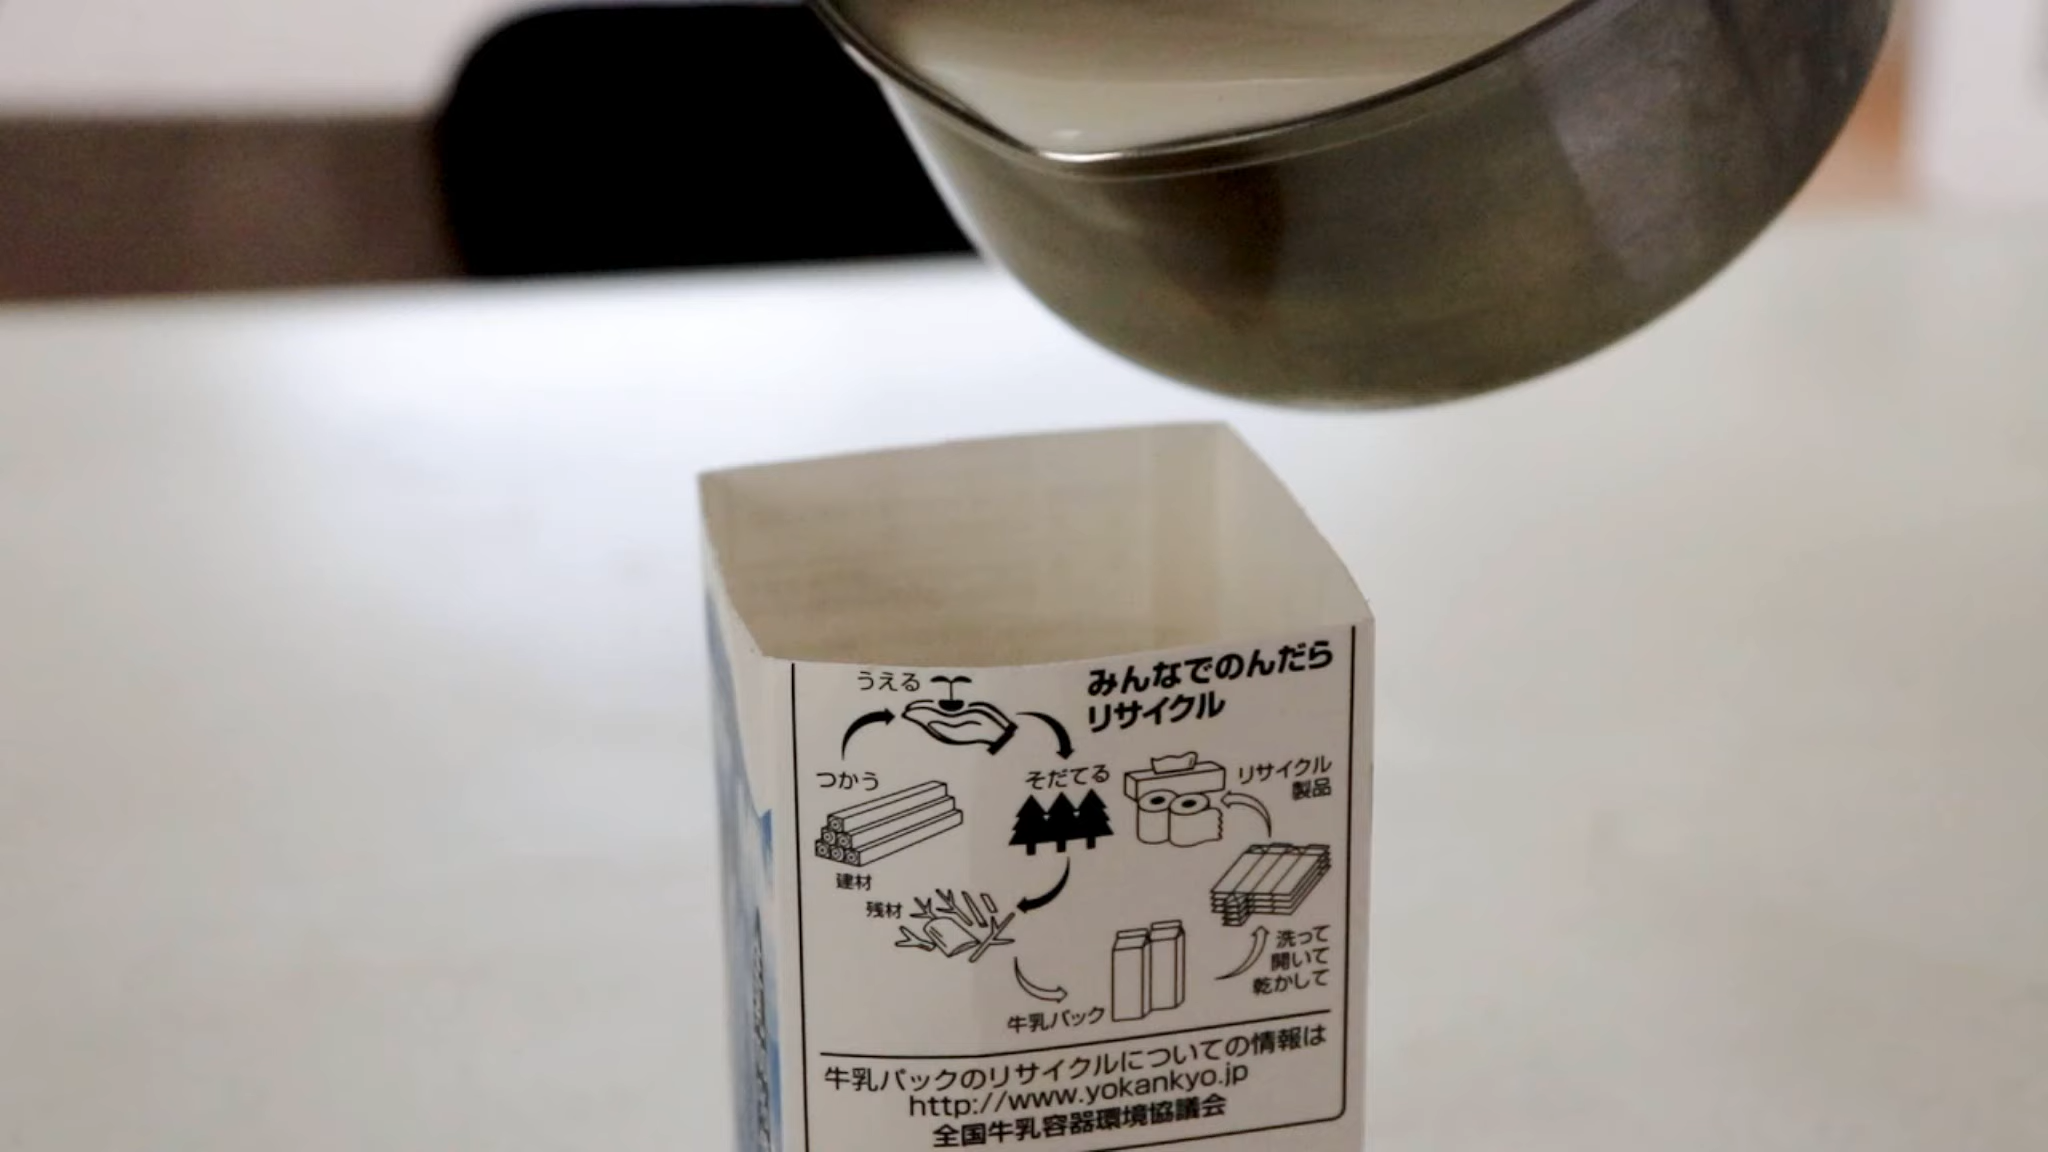 みんなでのんだら
リサイクル
うえる
つかう
そだてる
リサイクル
製品
建材
残材
洗って
開いて
乾かして
牛乳パック
牛乳パックのリサイクルについての情報は
http://www.yokankyo.jp
全国牛乳容器環境協議会